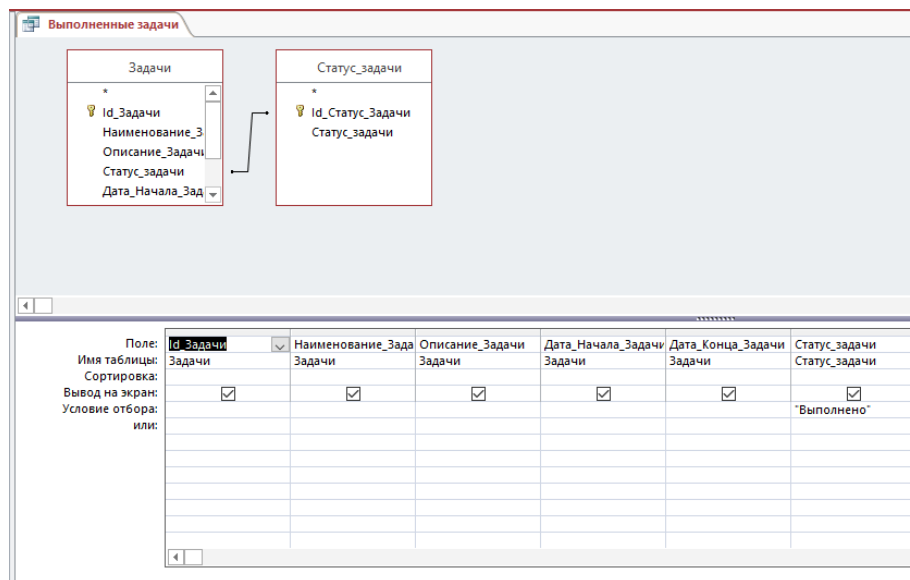 Выполненные задачи
Задачи
*
Id_Задачи
Наименование_З
Описание_Задачи
Статус_задачи
Дата_Начала_Зад
Статус_задачи
*
Id_Статус_Задачи
Статус_задачи
Поле: Id_Задачи Наименование_Зада Описание_Задачи Дата_Начала_Задачи Дата_Конца_Задачи Статус_задачи
Имя таблицы: Задачи Задачи Задачи Задачи Задачи Статус_задачи
Сортировка:
Вывод на экран:
Условие отбора: "Выполнено"
или: